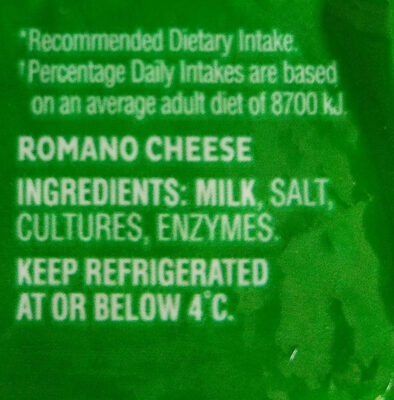 *Recommended Dietary Intake.
†Percentage Daily Intakes are based
on an average adult diet of 8700 kJ.
ROMANO CHEESE
INGREDIENTS: MILK, SALT,
CULTURES, ENZYMES.
KEEP REFRIGERATED
AT OR BELOW 4°C.